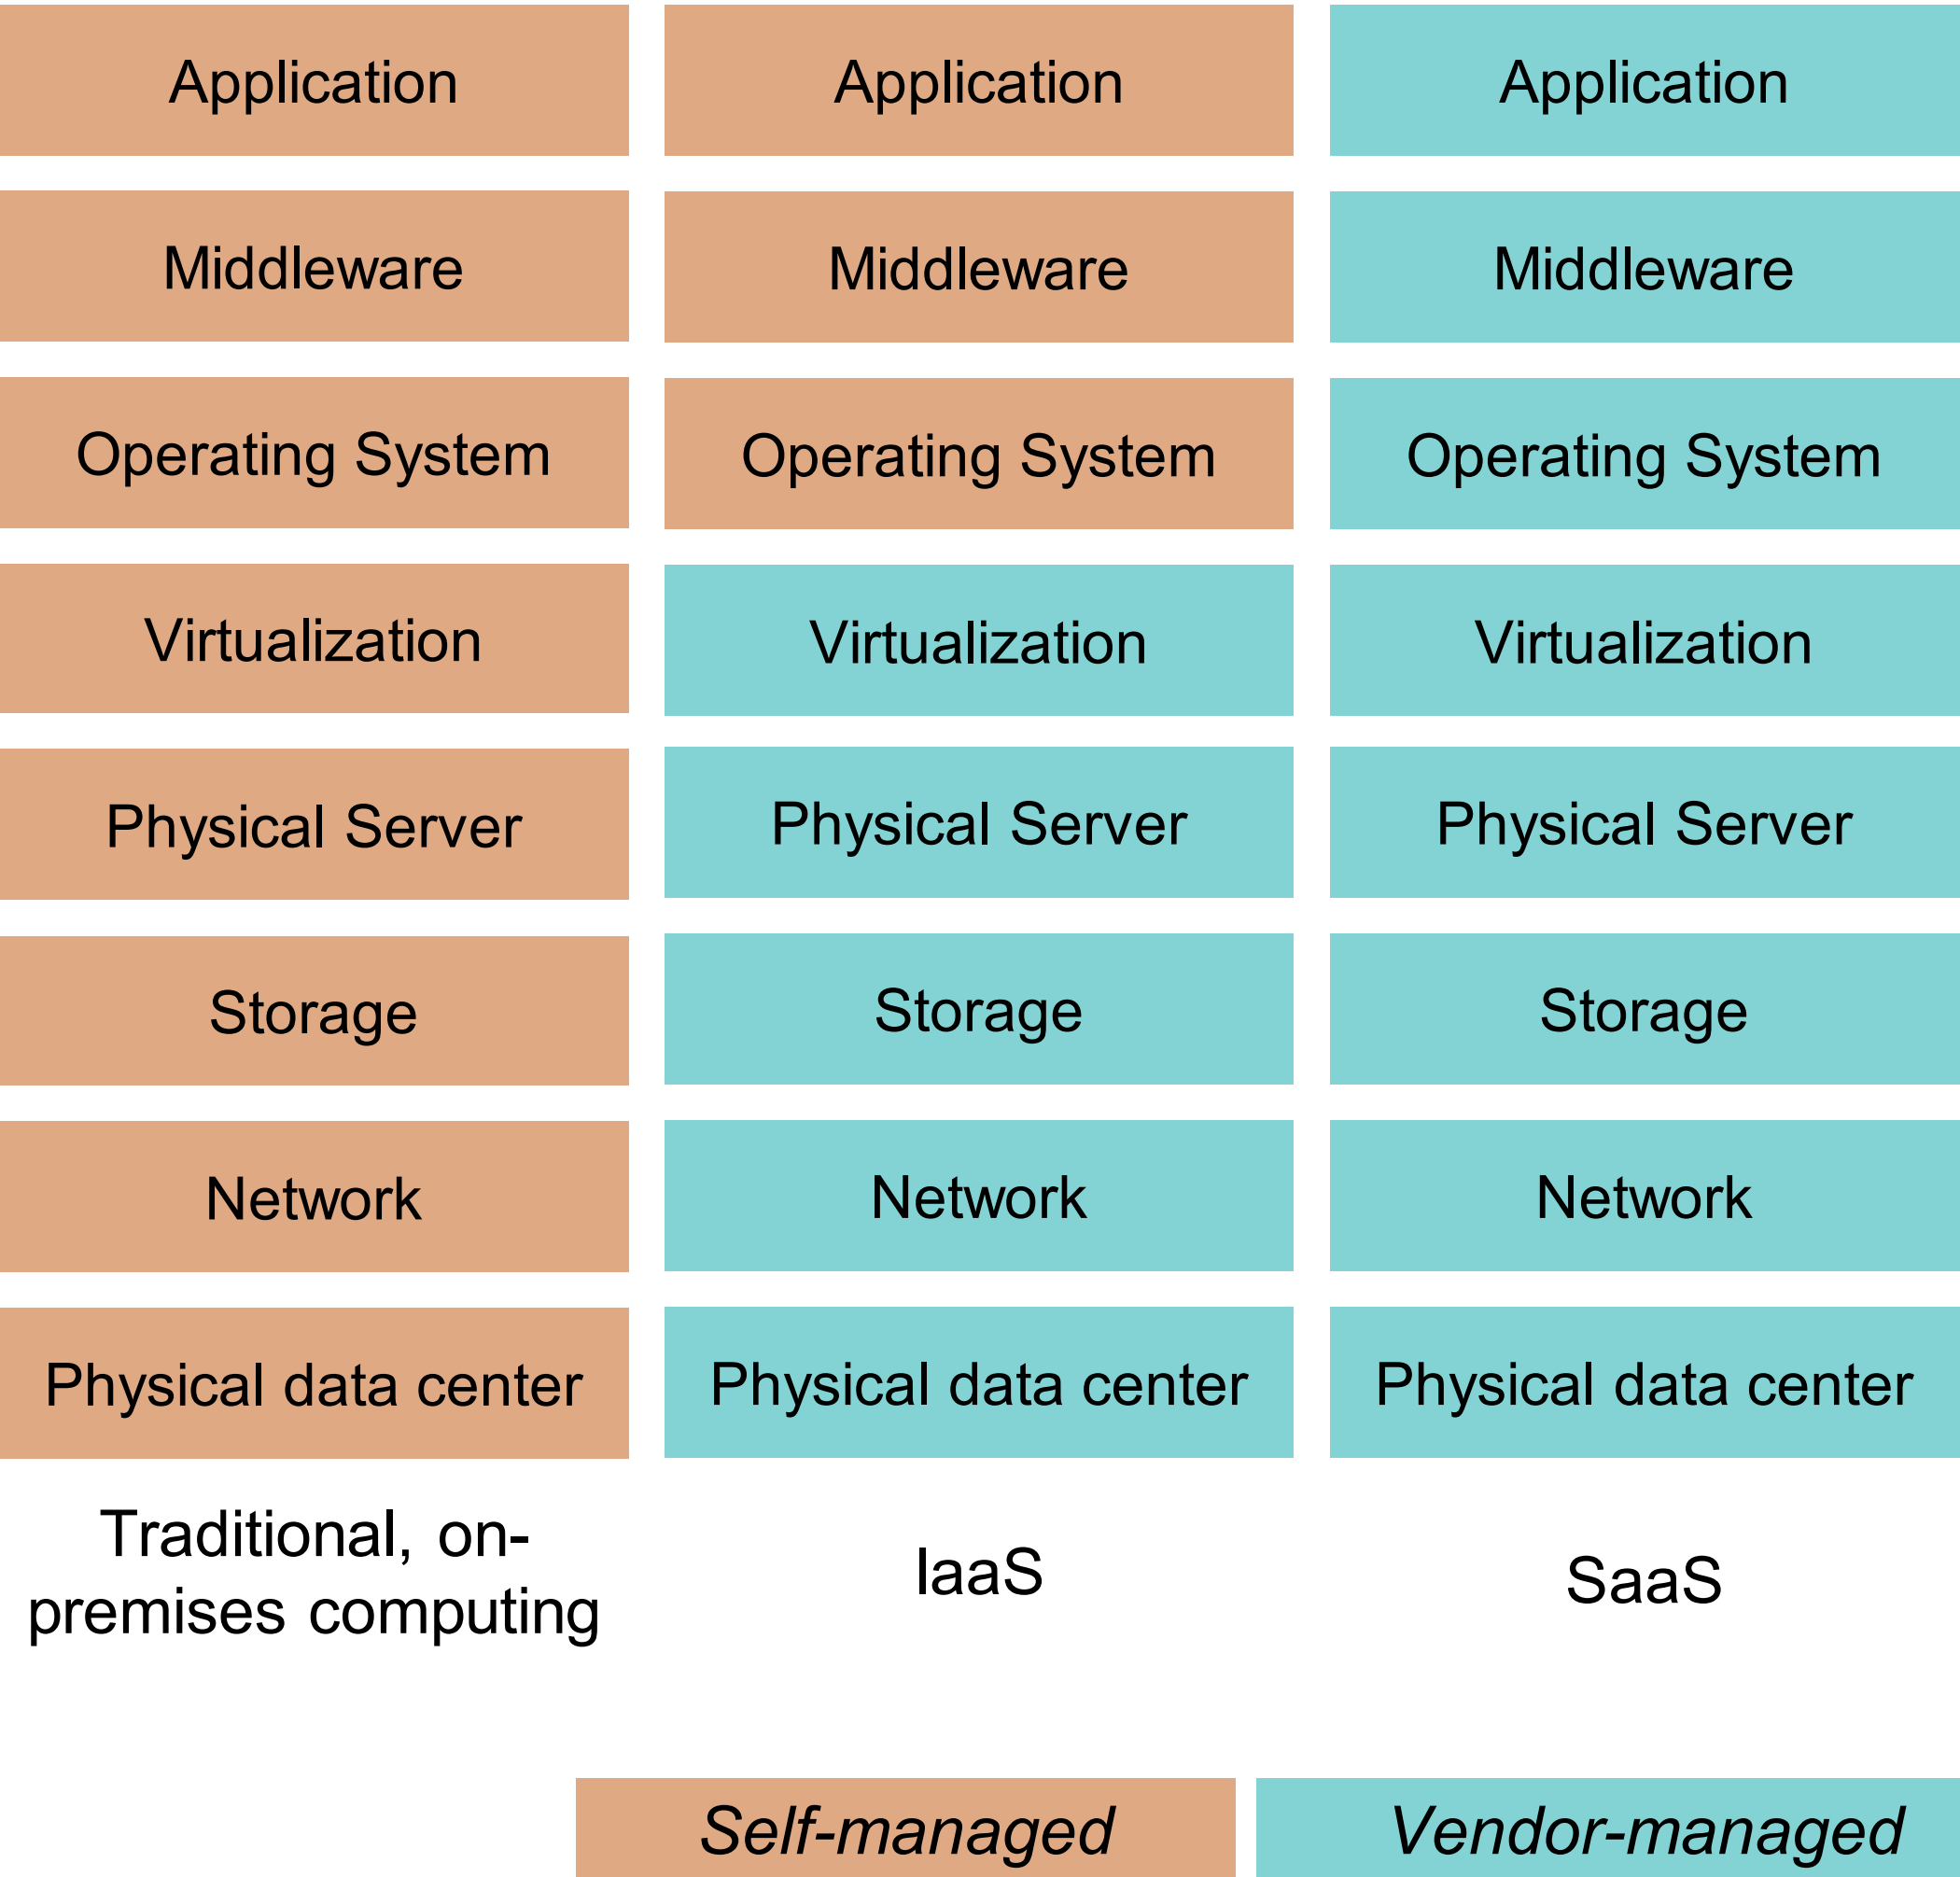 Application
Application
Application
Middleware
Middleware
Middleware
Operating System
Operating System
Operating System
Virtualization
Virtualization
Virtualization
Physical Server
Physical Server
Physical Server
Storage
Storage
Storage
Network
Network
Network
Physical data center
Physical data center
Physical data center
Traditional, on-
premises computing
IaaS
SaaS
Self-managed
Vendor-managed